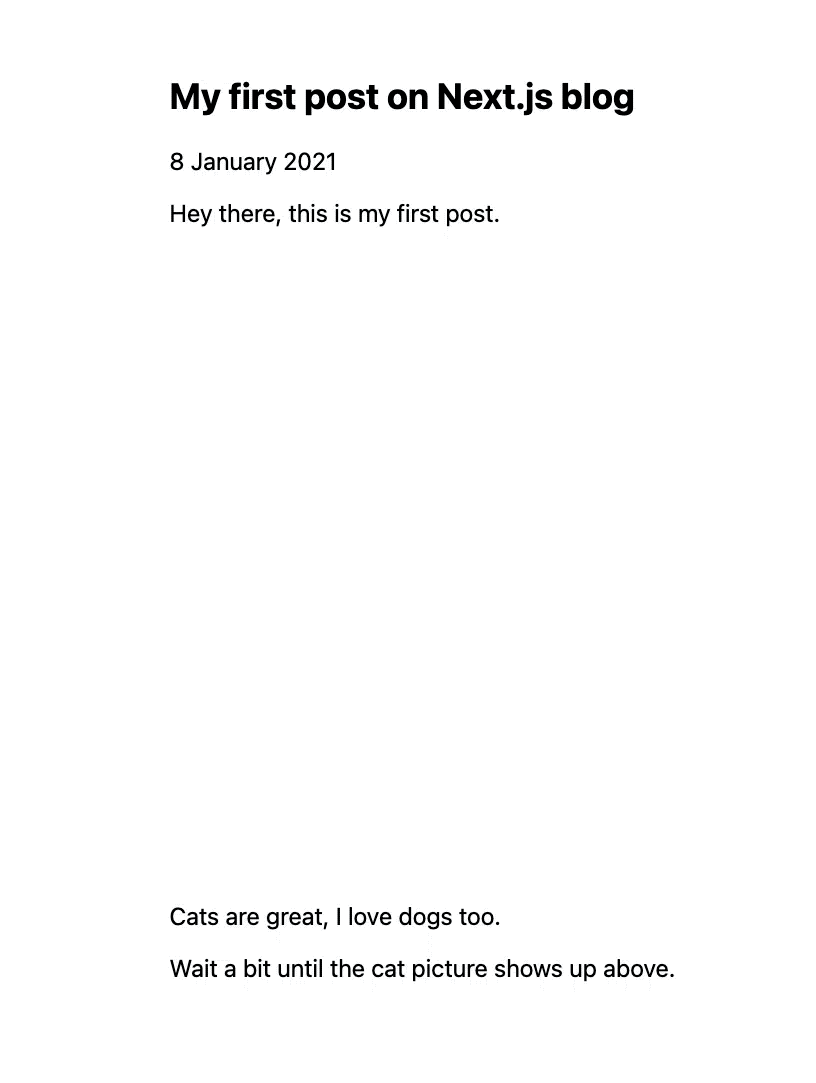 My first post on Next.js blog
8 January 2021
Hey there, this is my first post.
Cats are great, I love dogs too.
Wait a bit until the cat picture shows up above.